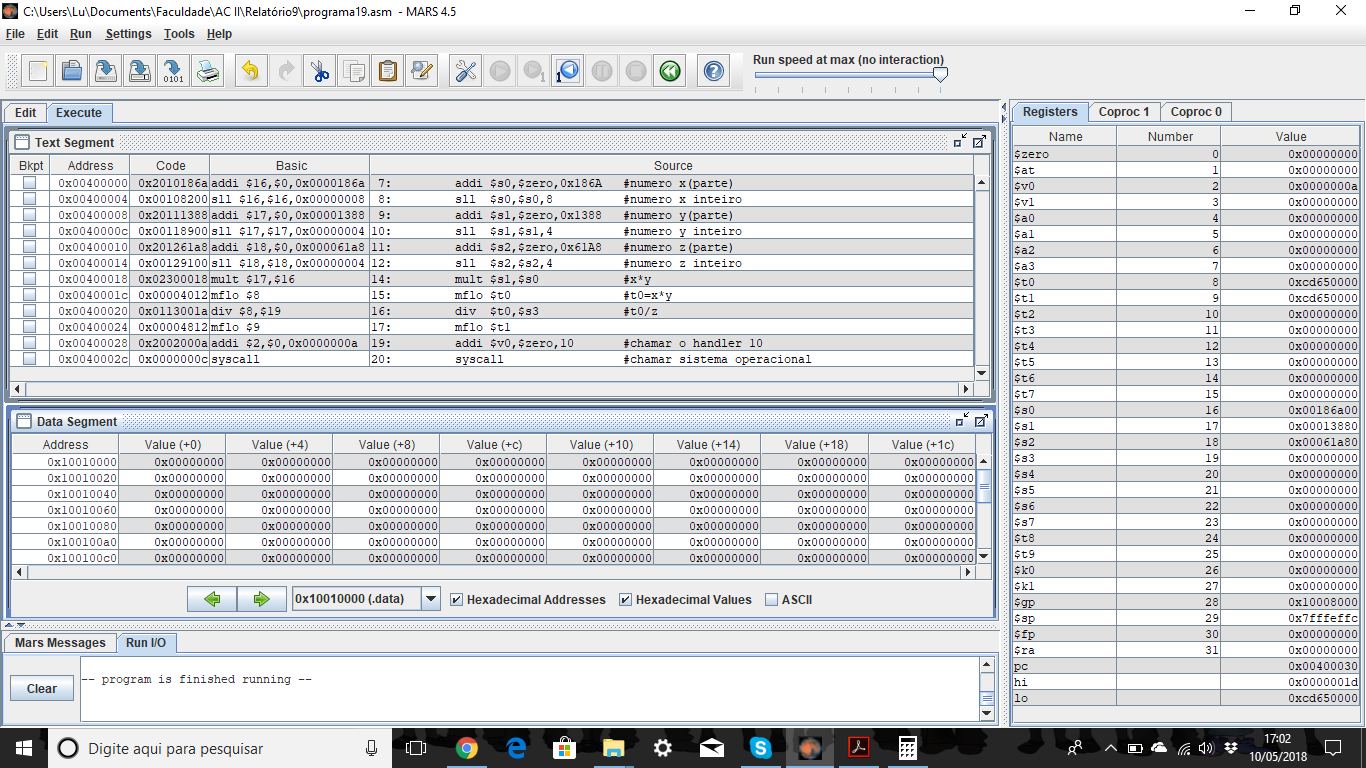 C:\Users\Lu\Documents\Faculdade\AC II\Relatório9\programa19.asm - MARS 4.5
File Edit Run Settings Tools Help
Run speed at max (no interaction)
Edit Execute
Text Segment
Bkpt Address Code Basic Source
0x00400000 0x2010186a addi $16,$0,0x0000186a 7: addi $s0,$zero,0x186A #numero x(parte)
0x00400004 0x00108200 sll $16,$16,0x00000008 8: sll $s0,$s0,8 #numero x inteiro
0x00400008 0x20111388 addi $17,$0,0x00001388 9: addi $s1,$zero,0x1388 #numero y(parte)
0x0040000c 0x00118900 sll $17,$17,0x00000004 10: sll $s1,$s1,4 #numero y inteiro
0x00400010 0x201261a8 addi $18,$0,0x000061a8 11: addi $s2,$zero,0x61A8 #numero z(parte)
0x00400014 0x00129100 sll $18,$18,0x00000004 12: sll $s2,$s2,4 #numero z inteiro
0x00400018 0x02300018 mult $17,$16 14: mult $s1,$s0 #x*y
0x0040001c 0x00004012 mflo $8 15: mflo $t0 #t0=x*y
0x00400020 0x0113001a div $8,$19 16: div $t0,$s3 #t0/z
0x00400024 0x00004812 mflo $9 17: mflo $t1
0x00400028 0x2002000a addi $2,$0,0x0000000a 19: addi $v0,$zero,10 #chamar o handler 10
0x0040002c 0x0000000c syscall 20: syscall #chamar sistema operacional
Data Segment
Address Value (+0) Value (+4) Value (+8) Value (+c) Value (+10) Value (+14) Value (+18) Value (+1c)
0x10010000 0x00000000 0x00000000 0x00000000 0x00000000 0x00000000 0x00000000 0x00000000 0x00000000
0x10010020 0x00000000 0x00000000 0x00000000 0x00000000 0x00000000 0x00000000 0x00000000 0x00000000
0x10010040 0x00000000 0x00000000 0x00000000 0x00000000 0x00000000 0x00000000 0x00000000 0x00000000
0x10010060 0x00000000 0x00000000 0x00000000 0x00000000 0x00000000 0x00000000 0x00000000 0x00000000
0x10010080 0x00000000 0x00000000 0x00000000 0x00000000 0x00000000 0x00000000 0x00000000 0x00000000
0x100100a0 0x00000000 0x00000000 0x00000000 0x00000000 0x00000000 0x00000000 0x00000000 0x00000000
0x100100c0 0x00000000 0x00000000 0x00000000 0x00000000 0x00000000 0x00000000 0x00000000 0x00000000
0x10010000 (.data) Hexadecimal Addresses Hexadecimal Values ASCII
Mars Messages Run I/O
Clear
-- program is finished running --
Registers Coproc 1 Coproc 0
Name Number Value
$zero 0 0x00000000
$at 1 0x00000000
$v0 2 0x0000000a
$v1 3 0x00000000
$a0 4 0x00000000
$a1 5 0x00000000
$a2 6 0x00000000
$a3 7 0x00000000
$t0 8 0xcd650000
$t1 9 0xcd650000
$t2 10 0x00000000
$t3 11 0x00000000
$t4 12 0x00000000
$t5 13 0x00000000
$t6 14 0x00000000
$t7 15 0x00000000
$s0 16 0x00186a00
$s1 17 0x00013880
$s2 18 0x00061a80
$s3 19 0x00000000
$s4 20 0x00000000
$s5 21 0x00000000
$s6 22 0x00000000
$s7 23 0x00000000
$t8 24 0x00000000
$t9 25 0x00000000
$k0 26 0x00000000
$k1 27 0x00000000
$gp 28 0x10008000
$sp 29 0x7fffeffc
$fp 30 0x00000000
$ra 31 0x00000000
pc 0x00400030
hi 0x0000001d
lo 0xcd650000
Digite aqui para pesquisar
17:02
10/05/2018